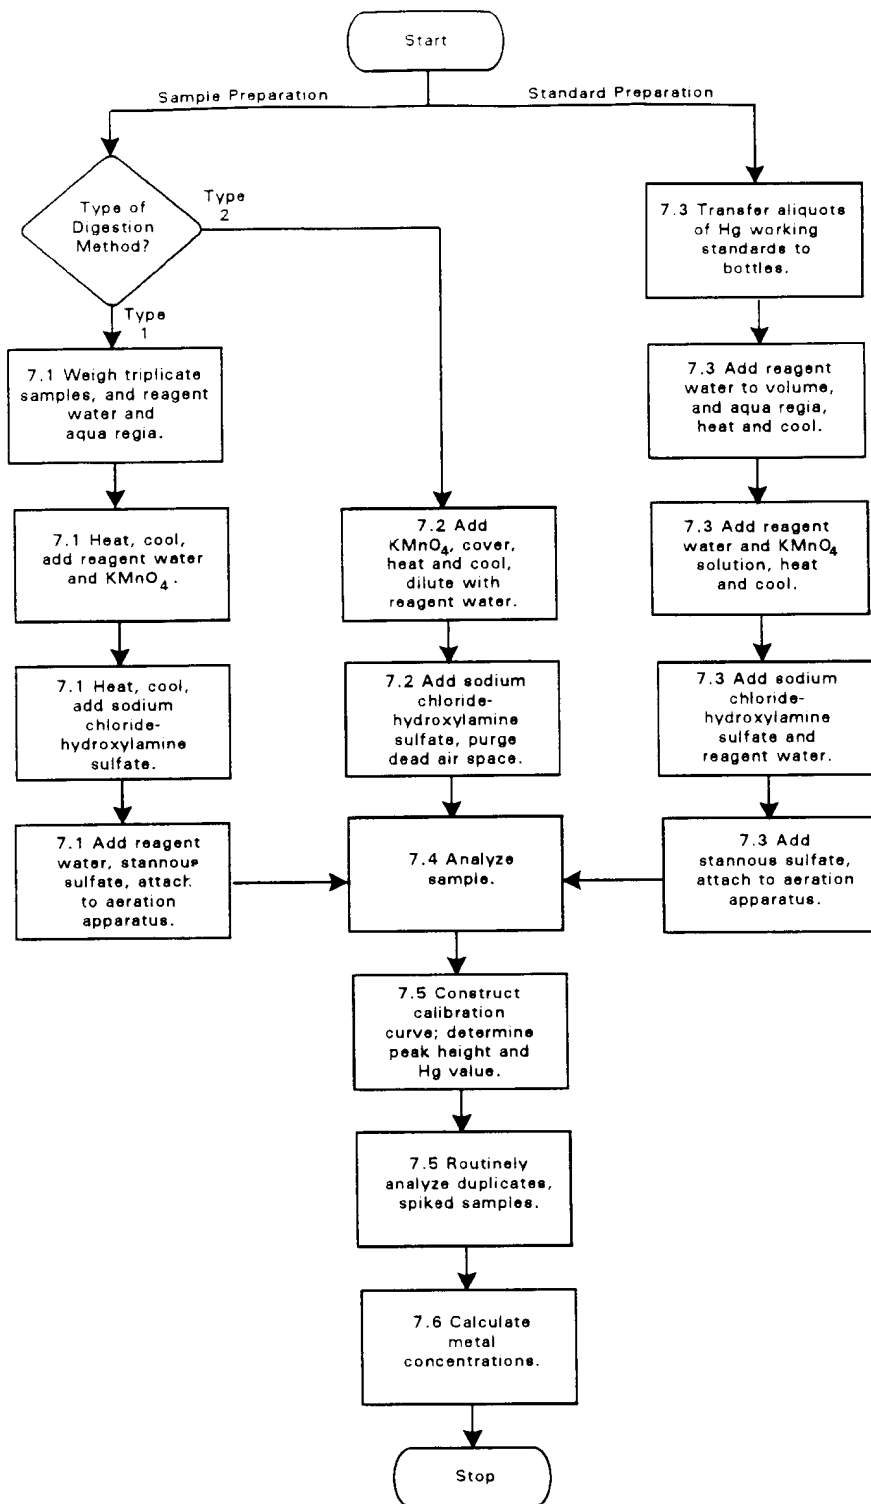 Start
Sample Preparation
Standard Preparation
Type of
Digestion
Method?
Type
2
Type
1
7.1 Weigh triplicate
samples, and reagent
water and
aqua regia.
7.1 Heat, cool,
add reagent water
and KMnO4.
7.1 Heat, cool,
add sodium
chloride-
hydroxylamine
sulfate.
7.1 Add reagent
water, stannous
sulfate, attach
to aeration
apparatus.
7.2 Add
KMnO4, cover,
heat and cool,
dilute with
reagent water.
7.2 Add sodium
chloride-
hydroxylamine
sulfate, purge
dead air space.
7.3 Transfer aliquots
of Hg working
standards to
bottles.
7.3 Add reagent
water to volume,
and aqua regia,
heat and cool.
7.3 Add reagent
water and KMnO4
solution, heat
and cool.
7.3 Add sodium
chloride-
hydroxylamine
sulfate and
reagent water.
7.3 Add
stannous sulfate,
attach to aeration
apparatus.
7.4 Analyze
sample.
7.5 Construct
calibration
curve; determine
peak height and
Hg value.
7.5 Routinely
analyze duplicates,
spiked samples.
7.6 Calculate
metal
concentrations.
Stop